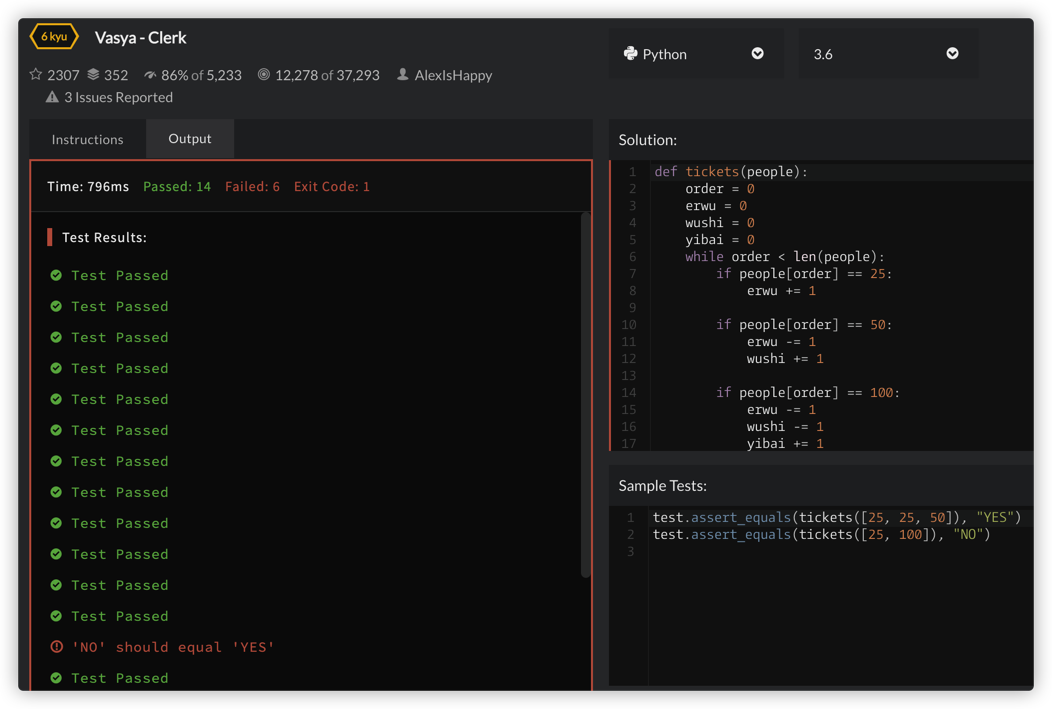 6 kyu
Vasya - Clerk
2307 352 86% of 5,233 12,278 of 37,293 AlexIsHappy
3 Issues Reported
Python
3.6
Instructions
Output
Time: 796ms Passed: 14 Failed: 6 Exit Code: 1
Test Results:
Test Passed
Test Passed
Test Passed
Test Passed
Test Passed
Test Passed
Test Passed
Test Passed
Test Passed
Test Passed
Test Passed
Test Passed
'NO' should equal 'YES'
Test Passed
Solution:
1 def tickets(people):
2     order = 0
3     erwu = 0
4     wushi = 0
5     yibai = 0
6     while order < len(people):
7         if people[order] == 25:
8             erwu += 1
9
10         if people[order] == 50:
11             erwu -= 1
12             wushi += 1
13
14         if people[order] == 100:
15             erwu -= 1
16             wushi -= 1
17             yibai += 1
Sample Tests:
1 test.assert_equals(tickets([25, 25, 50]), "YES")
2 test.assert_equals(tickets([25, 100]), "NO")
3